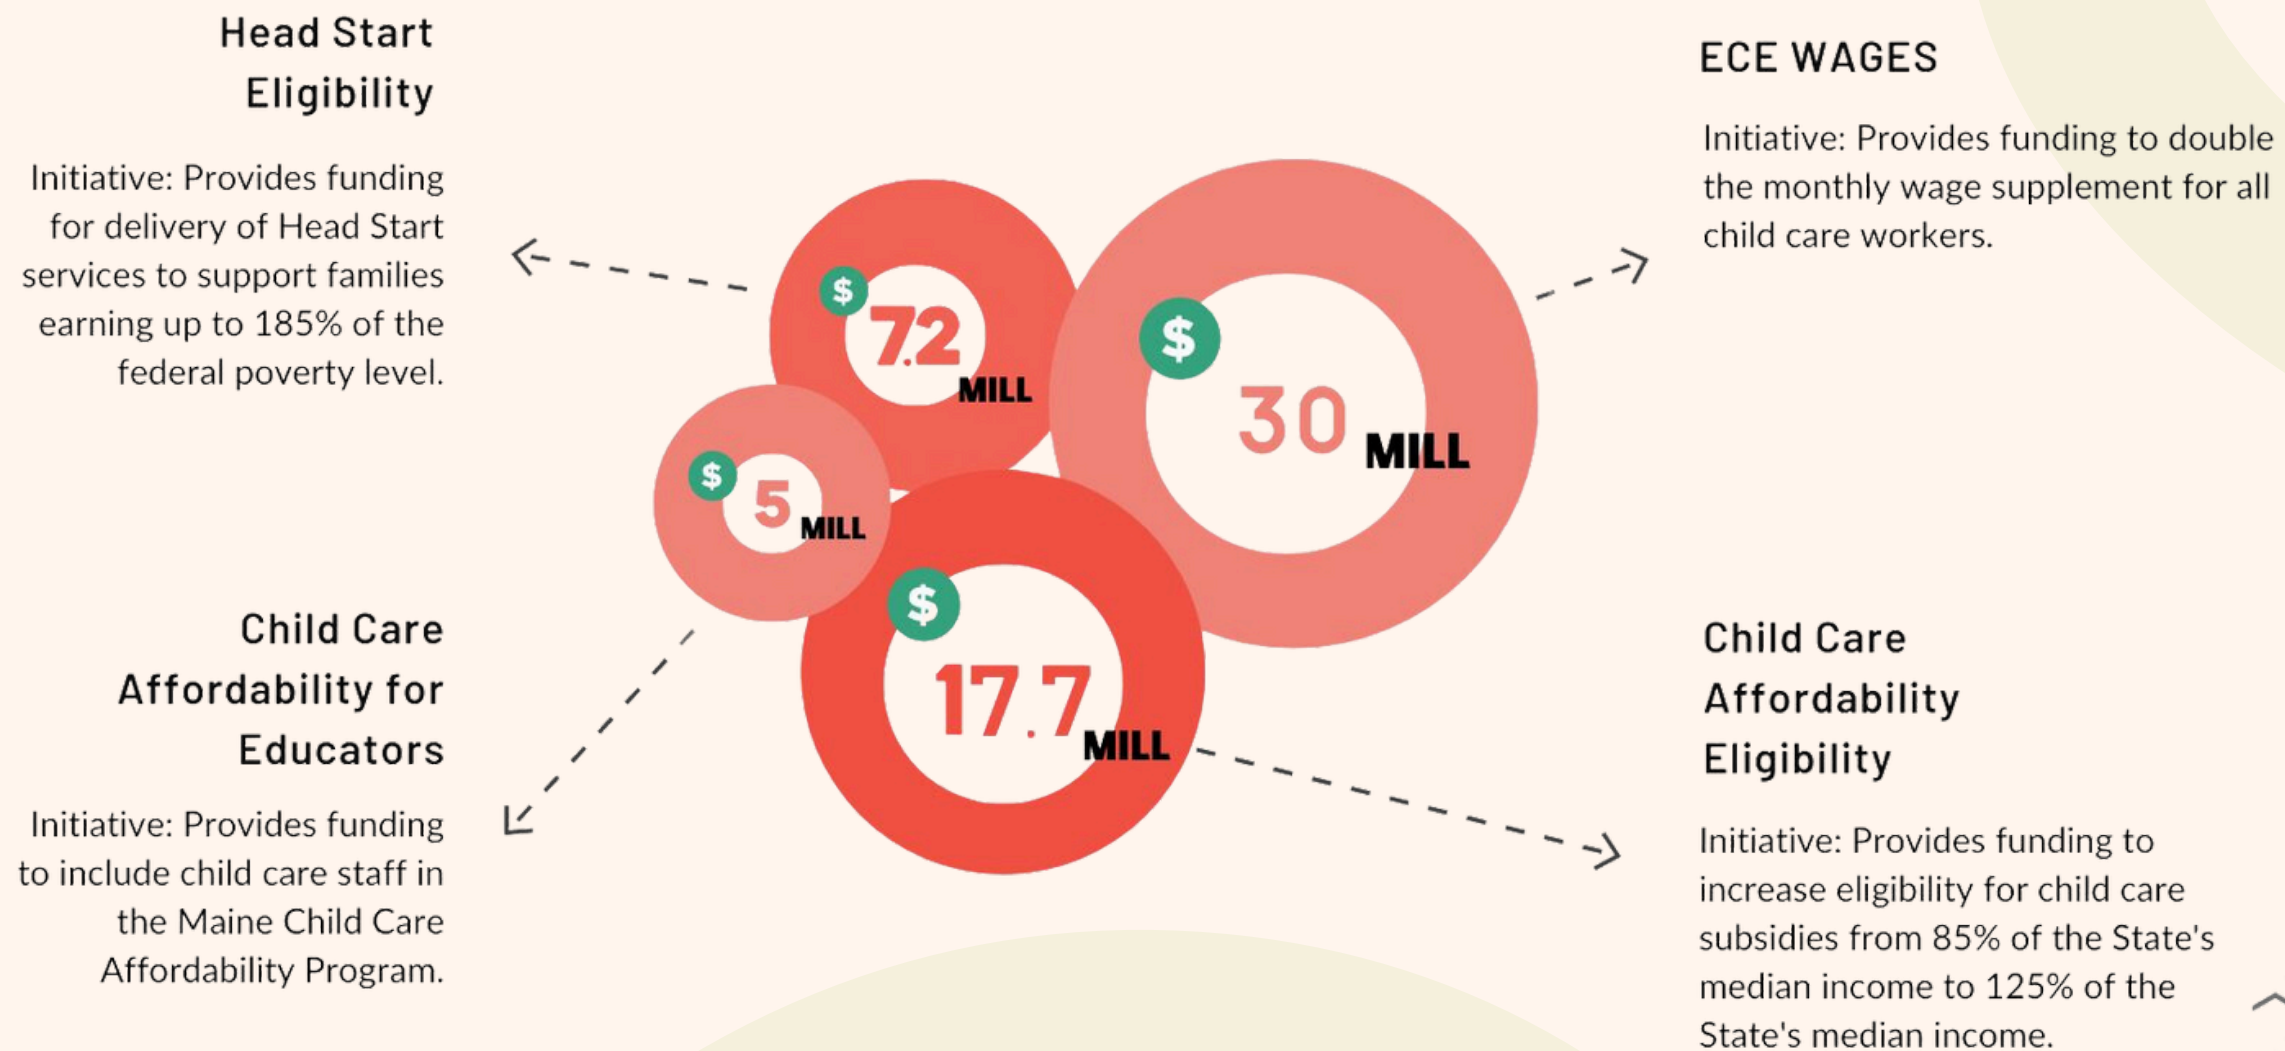 Head Start
Eligibility
Initiative: Provides funding
for delivery of Head Start
services to support families
earning up to 185% of the
federal poverty level.
ECE WAGES
Initiative: Provides funding to double
the monthly wage supplement for all
child care workers.
$
7.2
MILL
$
30
MILL
$
5
MILL
$
17.7
MILL
Child Care
Affordability for
Educators
Initiative: Provides funding
to include child care staff in
the Maine Child Care
Affordability Program.
Child Care
Affordability
Eligibility
Initiative: Provides funding to
increase eligibility for child care
subsidies from 85% of the State's
median income to 125% of the
State's median income.